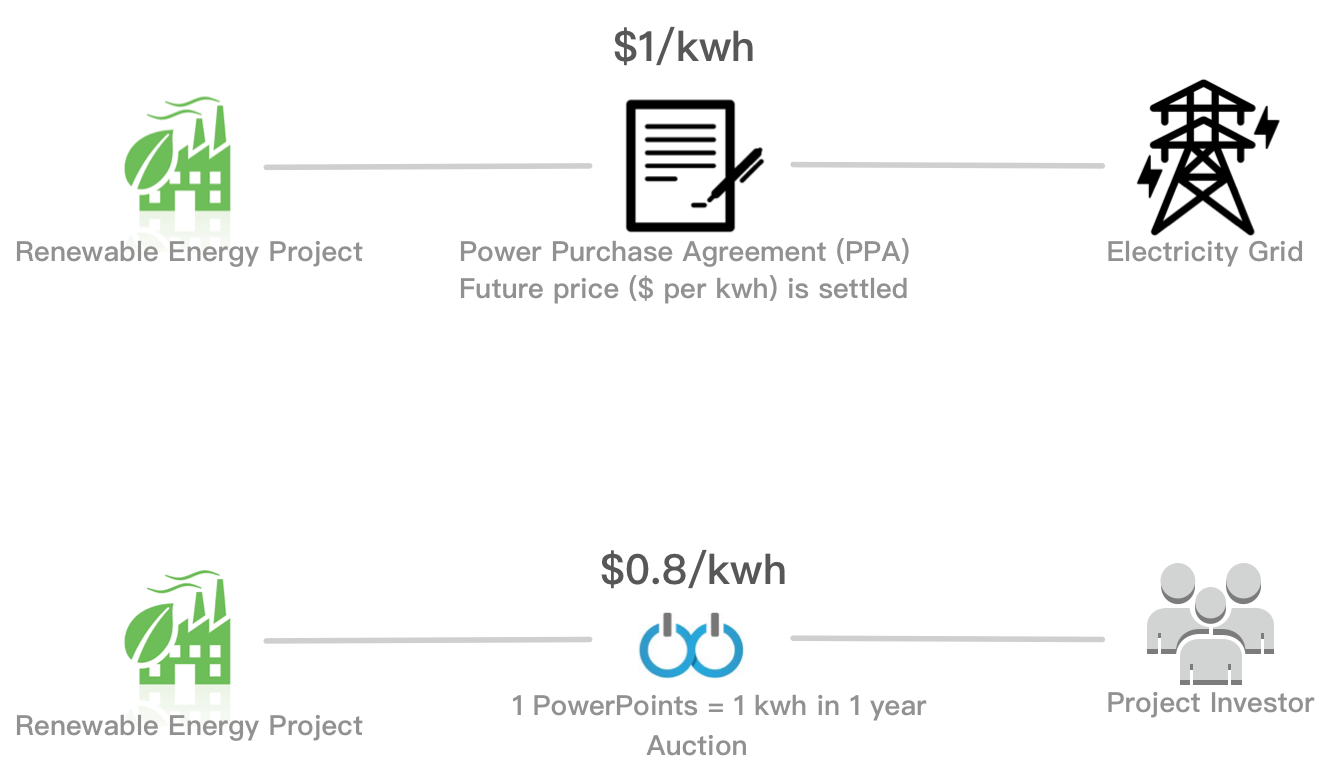 $1/kwh
Renewable Energy Project
Power Purchase Agreement (PPA)
Future price ($ per kwh) is settled
Electricity Grid
$0.8/kwh
Renewable Energy Project
1 PowerPoints = 1 kwh in 1 year
Auction
Project Investor